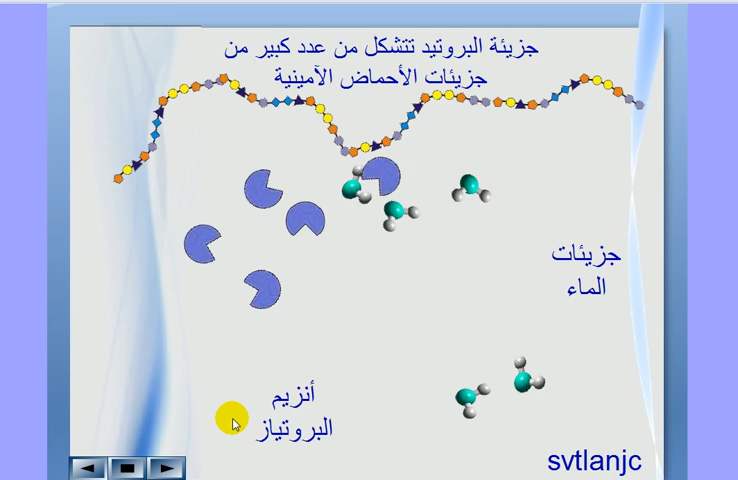 جزيئة البروتيد تتشكل من عدد كبير من
جزيئات الأحماض الآمينية
جزيئات
الماء
أنزيم
البروتياز
svtlanjc